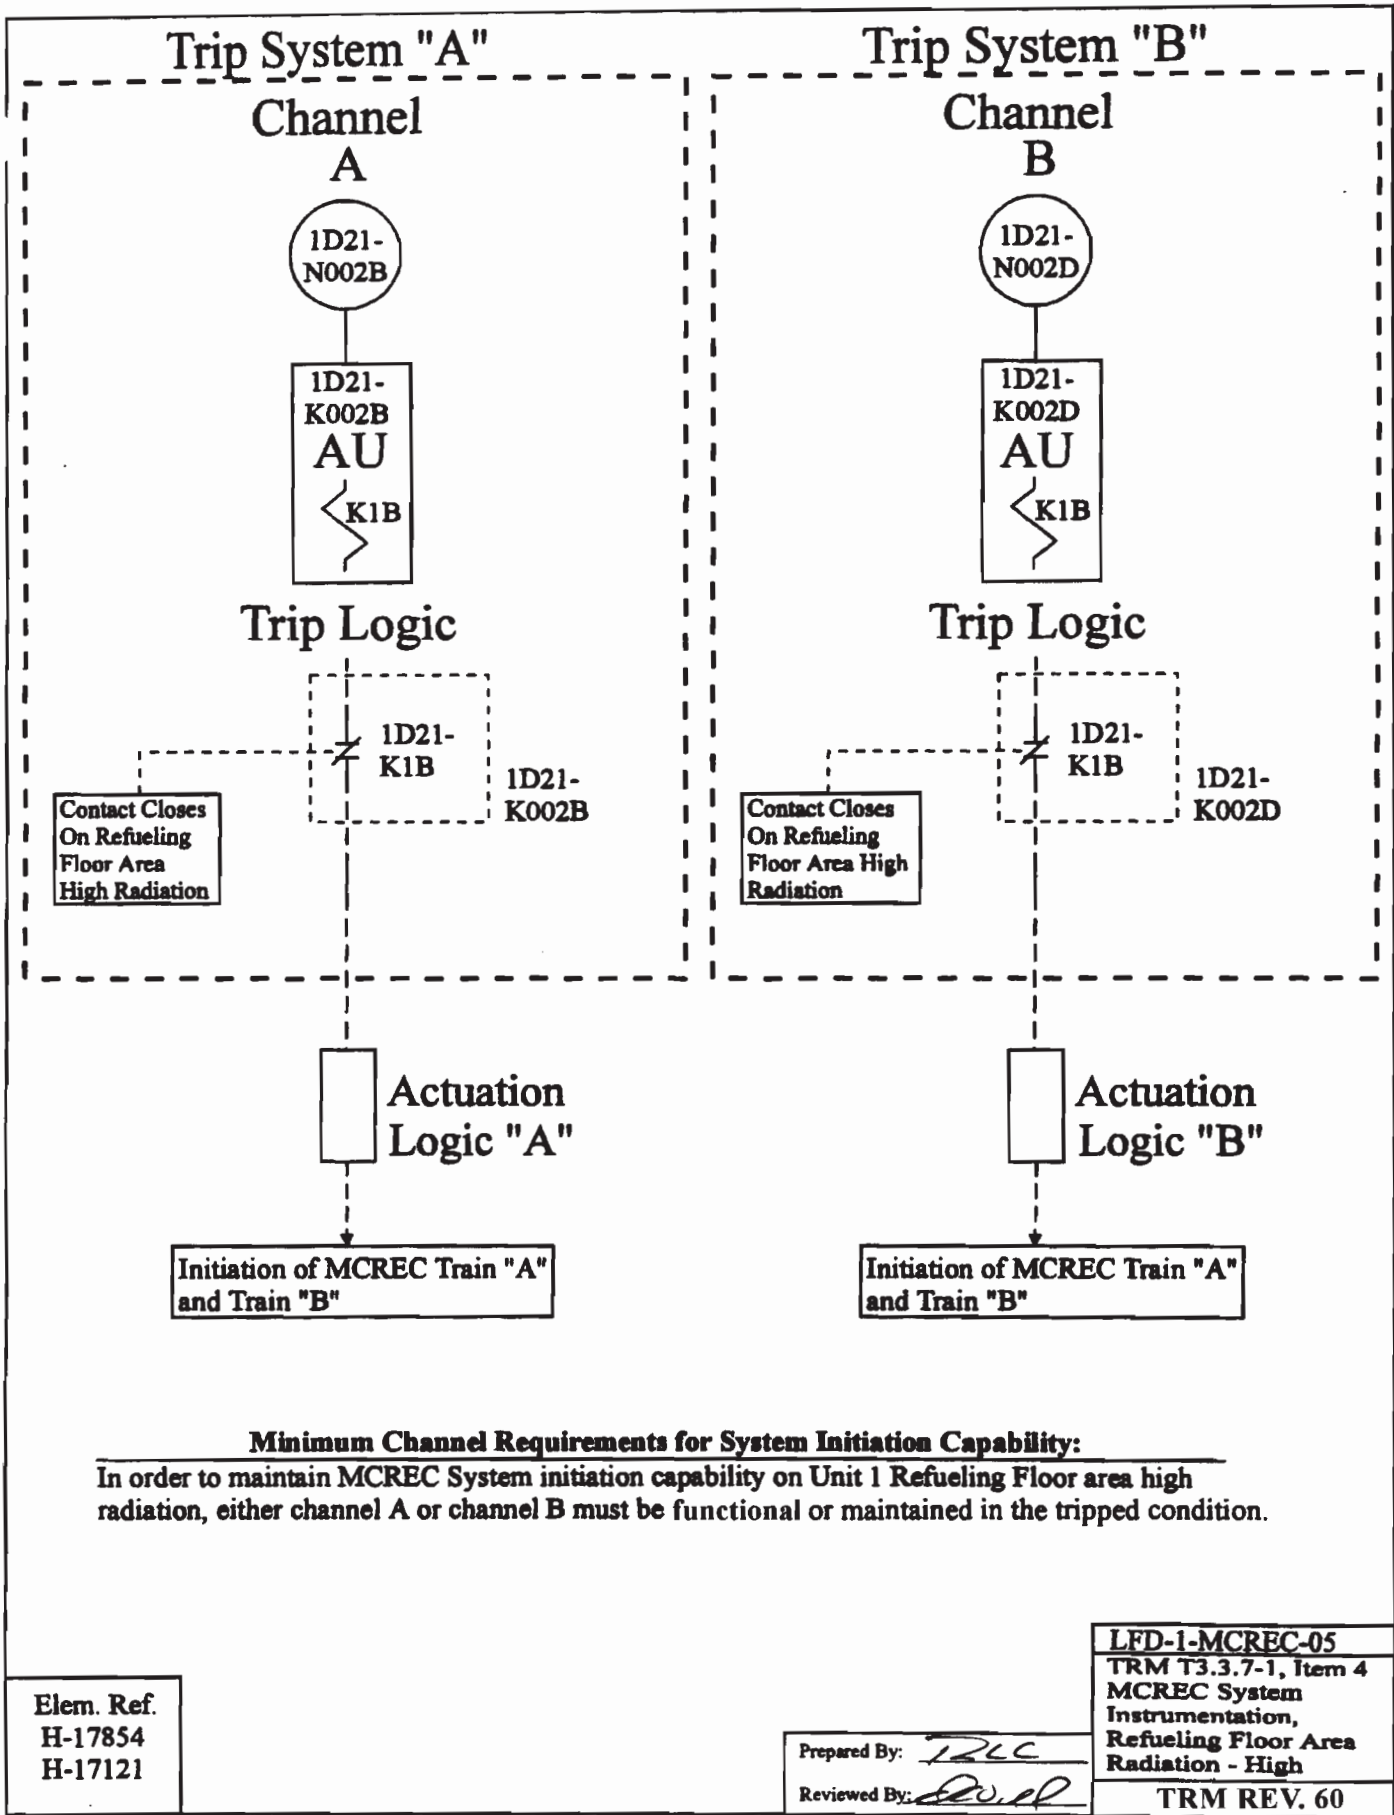 Trip System "A"
Channel
A
1D21-
N002B
1D21-
K002B
AU
K1B
Trip Logic
1D21-
K1B
1D21-
K002B
Contact Closes
On Refueling
Floor Area
High Radiation
Actuation
Logic "A"
Initiation of MCREC Train "A"
and Train "B"
Trip System "B"
Channel
B
1D21-
N002D
1D21-
K002D
AU
K1B
Trip Logic
1D21-
K1B
1D21-
K002D
Contact Closes
On Refueling
Floor Area High
Radiation
Actuation
Logic "B"
Initiation of MCREC Train "A"
and Train "B"
Minimum Channel Requirements for System Initiation Capability:
In order to maintain MCREC System initiation capability on Unit 1 Refueling Floor area high
radiation, either channel A or channel B must be functional or maintained in the tripped condition.
Elem. Ref.
H-17854
H-17121
Prepared By:
Reviewed By:
LFD-1-MCREC-05
TRM T3.3.7-1, Item 4
MCREC System
Instrumentation,
Refueling Floor Area
Radiation - High
TRM REV. 60